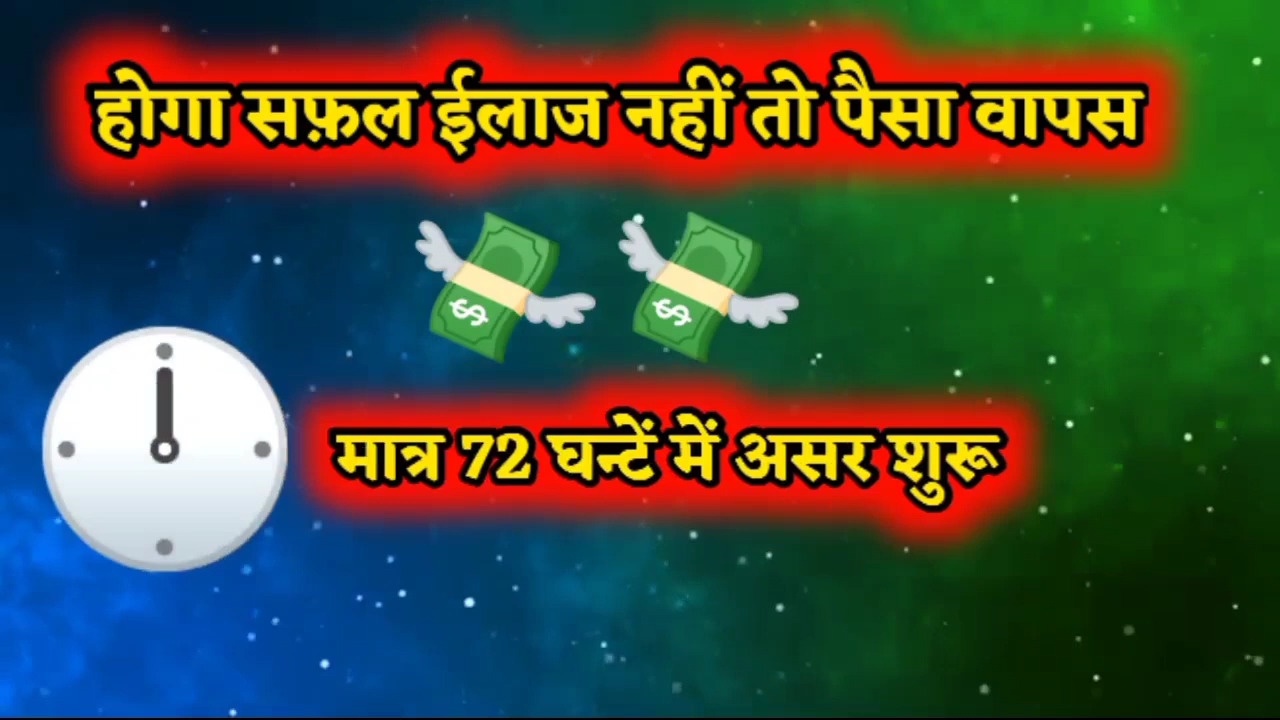 होगा सफ़ल ईलाज नहीं तो पैसा वापस
मात्र 72 घन्टें में असर शुरू